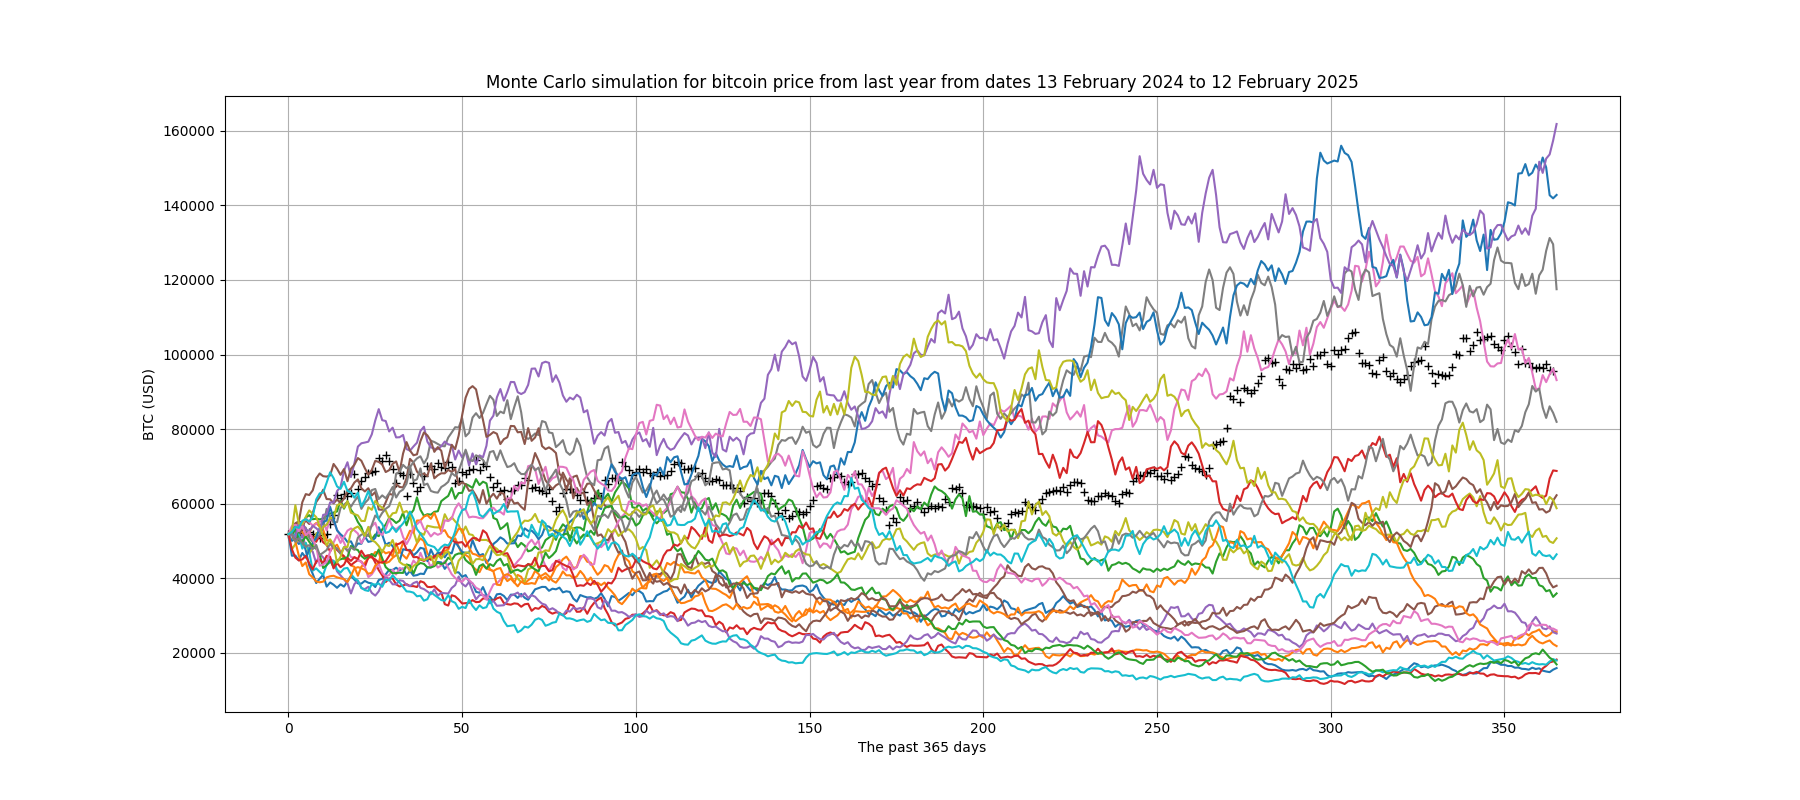 Monte Carlo simulation for bitcoin price from last year from dates 13 February 2024 to 12 February 2025
160000
140000
120000
100000
80000
60000
40000
20000
BTC (USD)
0 50 100 150 200 250 300 350
The past 365 days